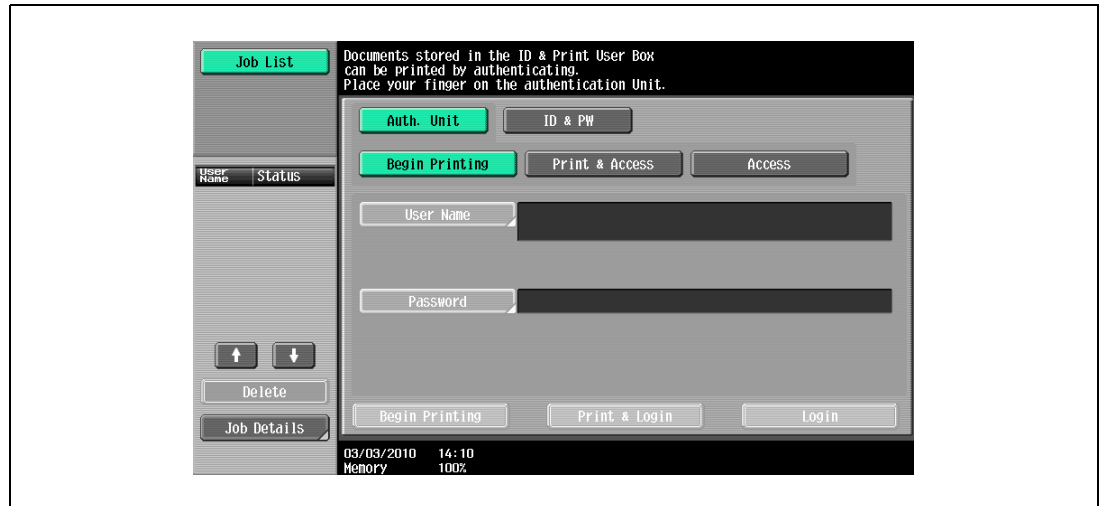 Job List
Documents stored in the ID & Print User Box
can be printed by authenticating.
Place your finger on the authentication Unit.
Auth. Unit
ID & PW
Begin Printing
Print & Access
Access
User Name
Status
User Name
Password
Delete
Job Details
Begin Printing
Print & Login
Login
03/03/2010 14:10
Memory 100%